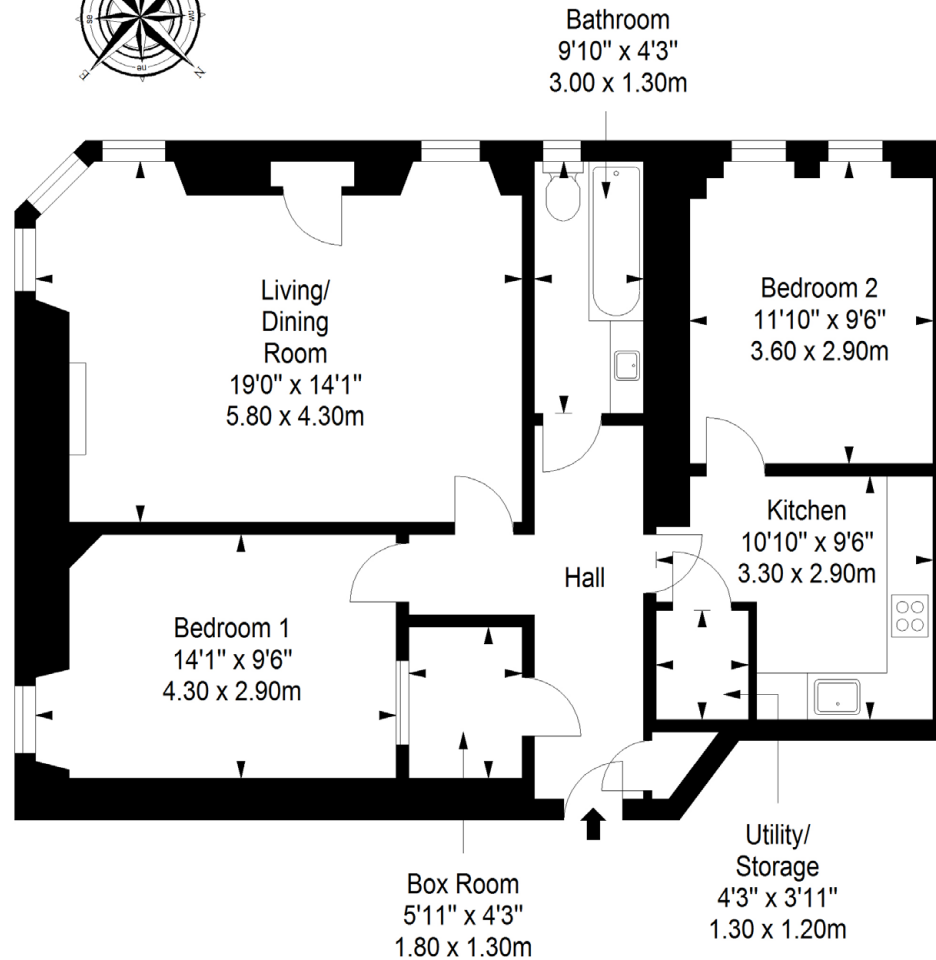 se
nw
au
E
N
Bathroom
9'10" x 4'3"
3.00 x 1.30m
Living/
Dining
Room
19'0" x 14'1"
5.80 x 4.30m
Bedroom 2
11'10" x 9'6"
3.60 x 2.90m
Kitchen
10'10" x 9'6"
3.30 x 2.90m
Hall
Bedroom 1
14'1" x 9'6"
4.30 x 2.90m
Utility/
Storage
4'3" x 3'11"
1.30 x 1.20m
Box Room
5'11" x 4'3"
1.80 x 1.30m